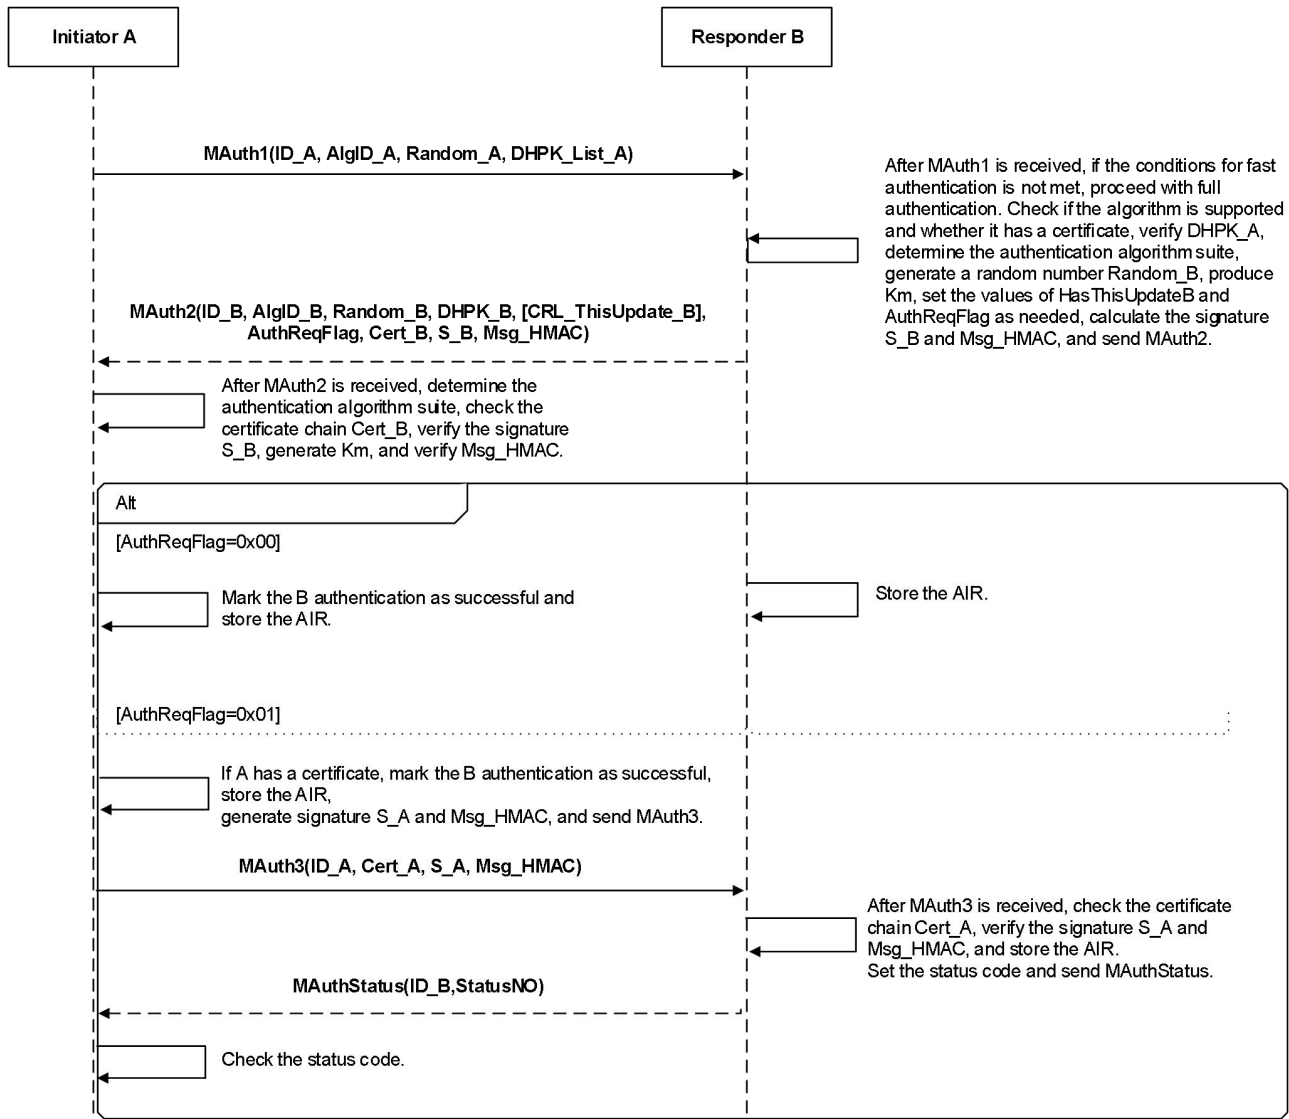 Initiator A
Responder B
MAuth1(ID_A, AlgID_A, Random_A, DHPK_List_A)
After MAuth1 is received, if the conditions for fast
authentication is not met, proceed with full
authentication. Check if the algorithm is supported
and whether it has a certificate, verify DHPK_A,
determine the authentication algorithm suite,
generate a random number Random_B, produce
Km, set the values of HasThisUpdateB and
AuthReqFlag as needed, calculate the signature
S_B and Msg_HMAC, and send MAuth2.
MAuth2(ID_B, AlgID_B, Random_B, DHPK_B, [CRL_ThisUpdate_B],
AuthReqFlag, Cert_B, S_B, Msg_HMAC)
After MAuth2 is received, determine the
authentication algorithm suite, check the
certificate chain Cert_B, verify the signature
S_B, generate Km, and verify Msg_HMAC.
Alt
[AuthReqFlag=0x00]
Mark the B authentication as successful and
store the AIR.
Store the AIR.
[AuthReqFlag=0x01]
If A has a certificate, mark the B authentication as successful,
store the AIR,
generate signature S_A and Msg_HMAC, and send MAuth3.
MAuth3(ID_A, Cert_A, S_A, Msg_HMAC)
After MAuth3 is received, check the certificate
chain Cert_A, verify the signature S_A and
Msg_HMAC, and store the AIR.
Set the status code and send MAuthStatus.
MAuthStatus(ID_B,StatusNO)
Check the status code.